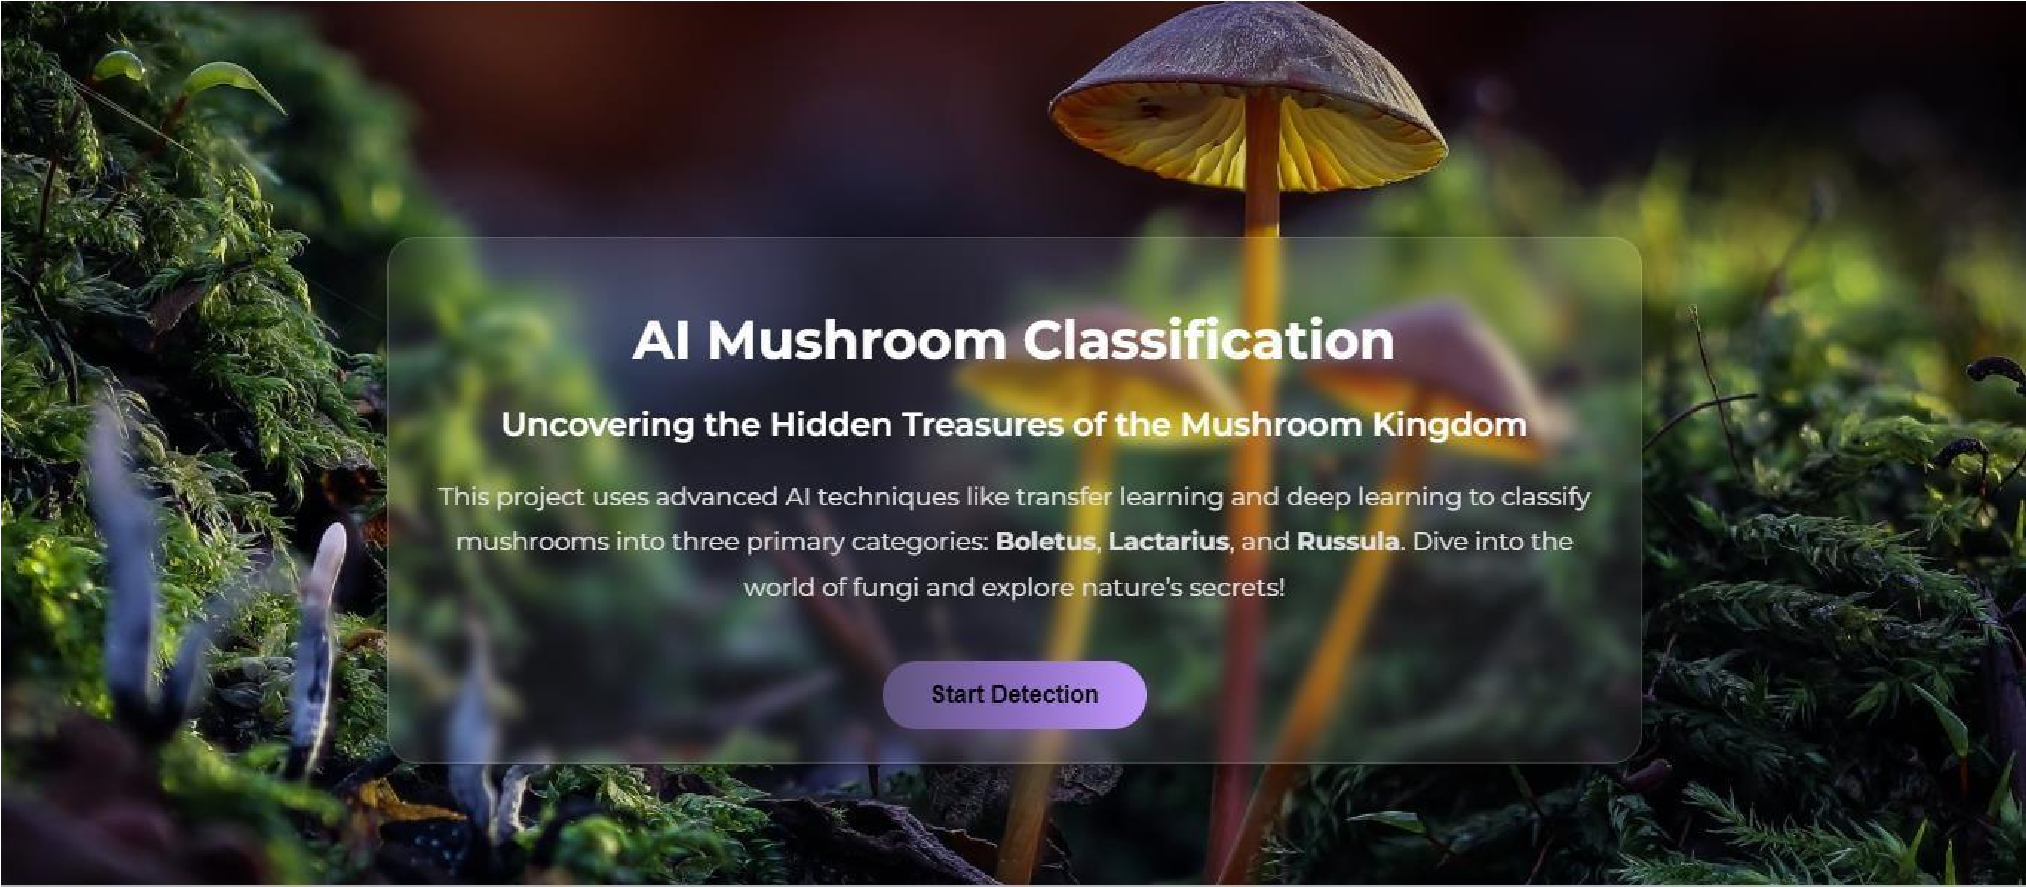 AI Mushroom Classification
Uncovering the Hidden Treasures of the Mushroom Kingdom
This project uses advanced AI techniques like transfer learning and deep learning to classify
mushrooms into three primary categories: Boletus, Lactarius, and Russula. Dive into the
world of fungi and explore nature's secrets!
Start Detection